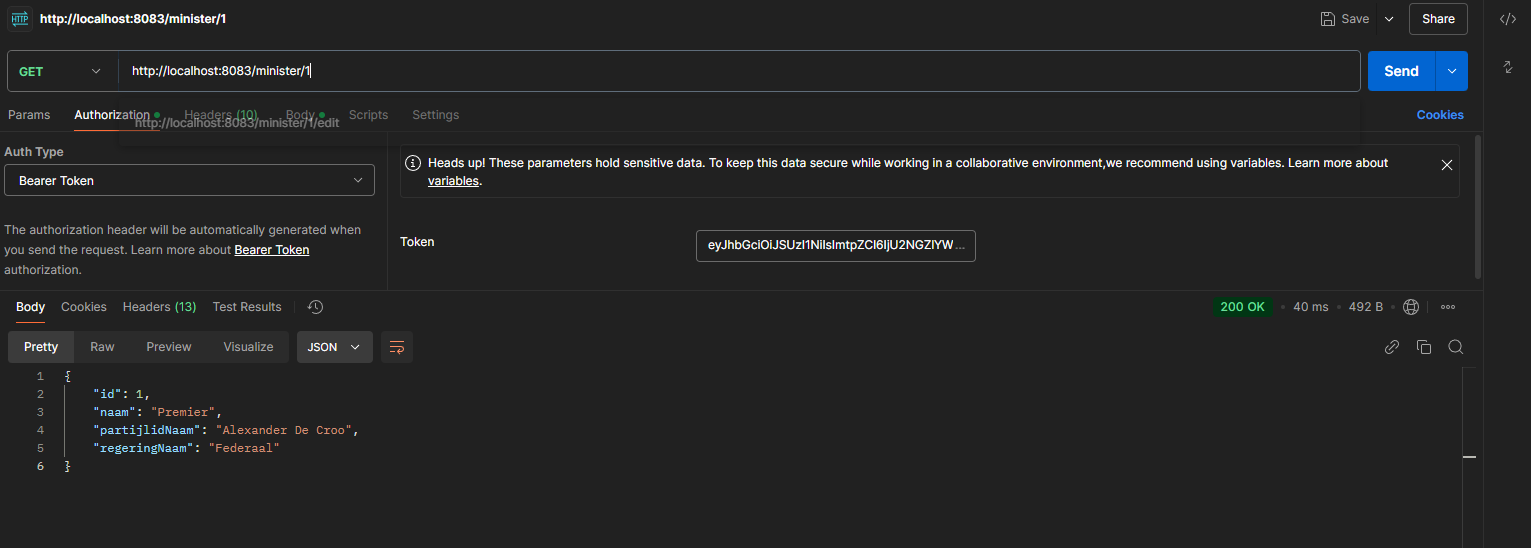 HTTP http://localhost:8083/minister/1 Save Share
GET http://localhost:8083/minister/1 Send
Params Authorization Headers (10) Body Scripts Settings Cookies
http://localhost:8083/minister/1/edit
Auth Type
Bearer Token
The authorization header will be automatically generated when
you send the request. Learn more about Bearer Token
authorization.
Heads up! These parameters hold sensitive data. To keep this data secure while working in a collaborative environment,we recommend using variables. Learn more about
variables.
Token eyJhbGciOiJSUzI1NiIsImtpZCI6IjU2NGZlYW...
Body Cookies Headers (13) Test Results 200 OK 40 ms 492 B
Pretty Raw Preview Visualize JSON
1 {
2 "id": 1,
3 "naam": "Premier",
4 "partijlidNaam": "Alexander De Croo",
5 "regeringNaam": "Federaal"
6 }